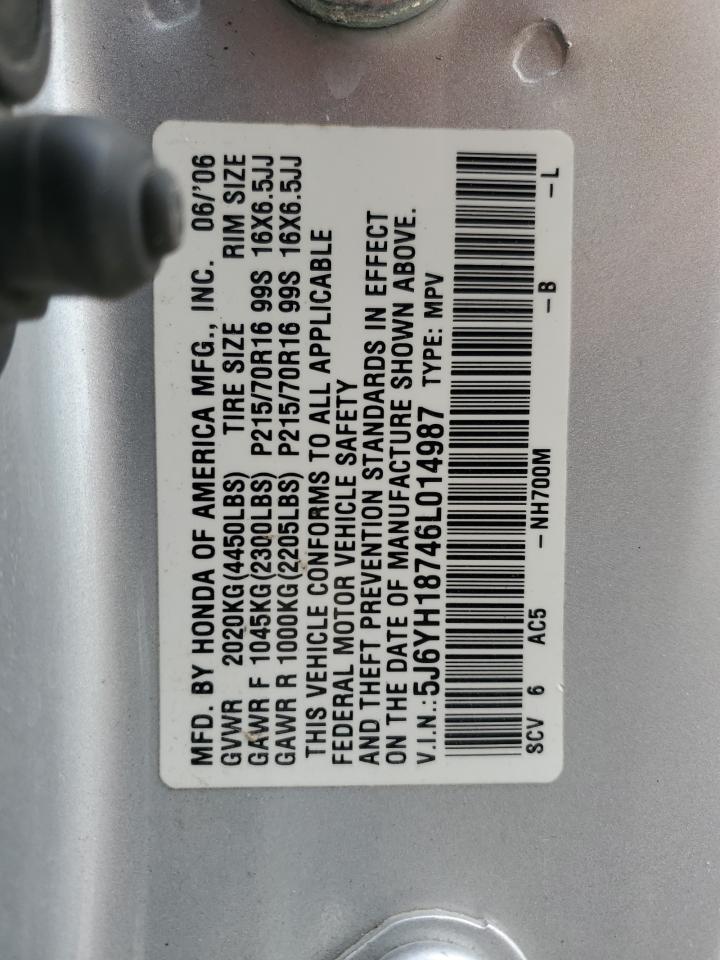 MFD. BY HONDA OF AMERICA MFG., INC. 06/'06
GVWR 2020KG(4450LBS) TIRE SIZE RIM SIZE
GAWR F 1045KG(2300LBS) P215/70R16 99S 16X6.5JJ
GAWR R 1000KG(2205LBS) P215/70R16 99S 16X6.5JJ
THIS VEHICLE CONFORMS TO ALL APPLICABLE
FEDERAL MOTOR VEHICLE SAFETY
AND THEFT PREVENTION STANDARDS IN EFFECT
ON THE DATE OF MANUFACTURE SHOWN ABOVE.
V.I.N.:5J6YH18746L014987 TYPE: MPV
SCV 6 AC5 -NH700M -B -L